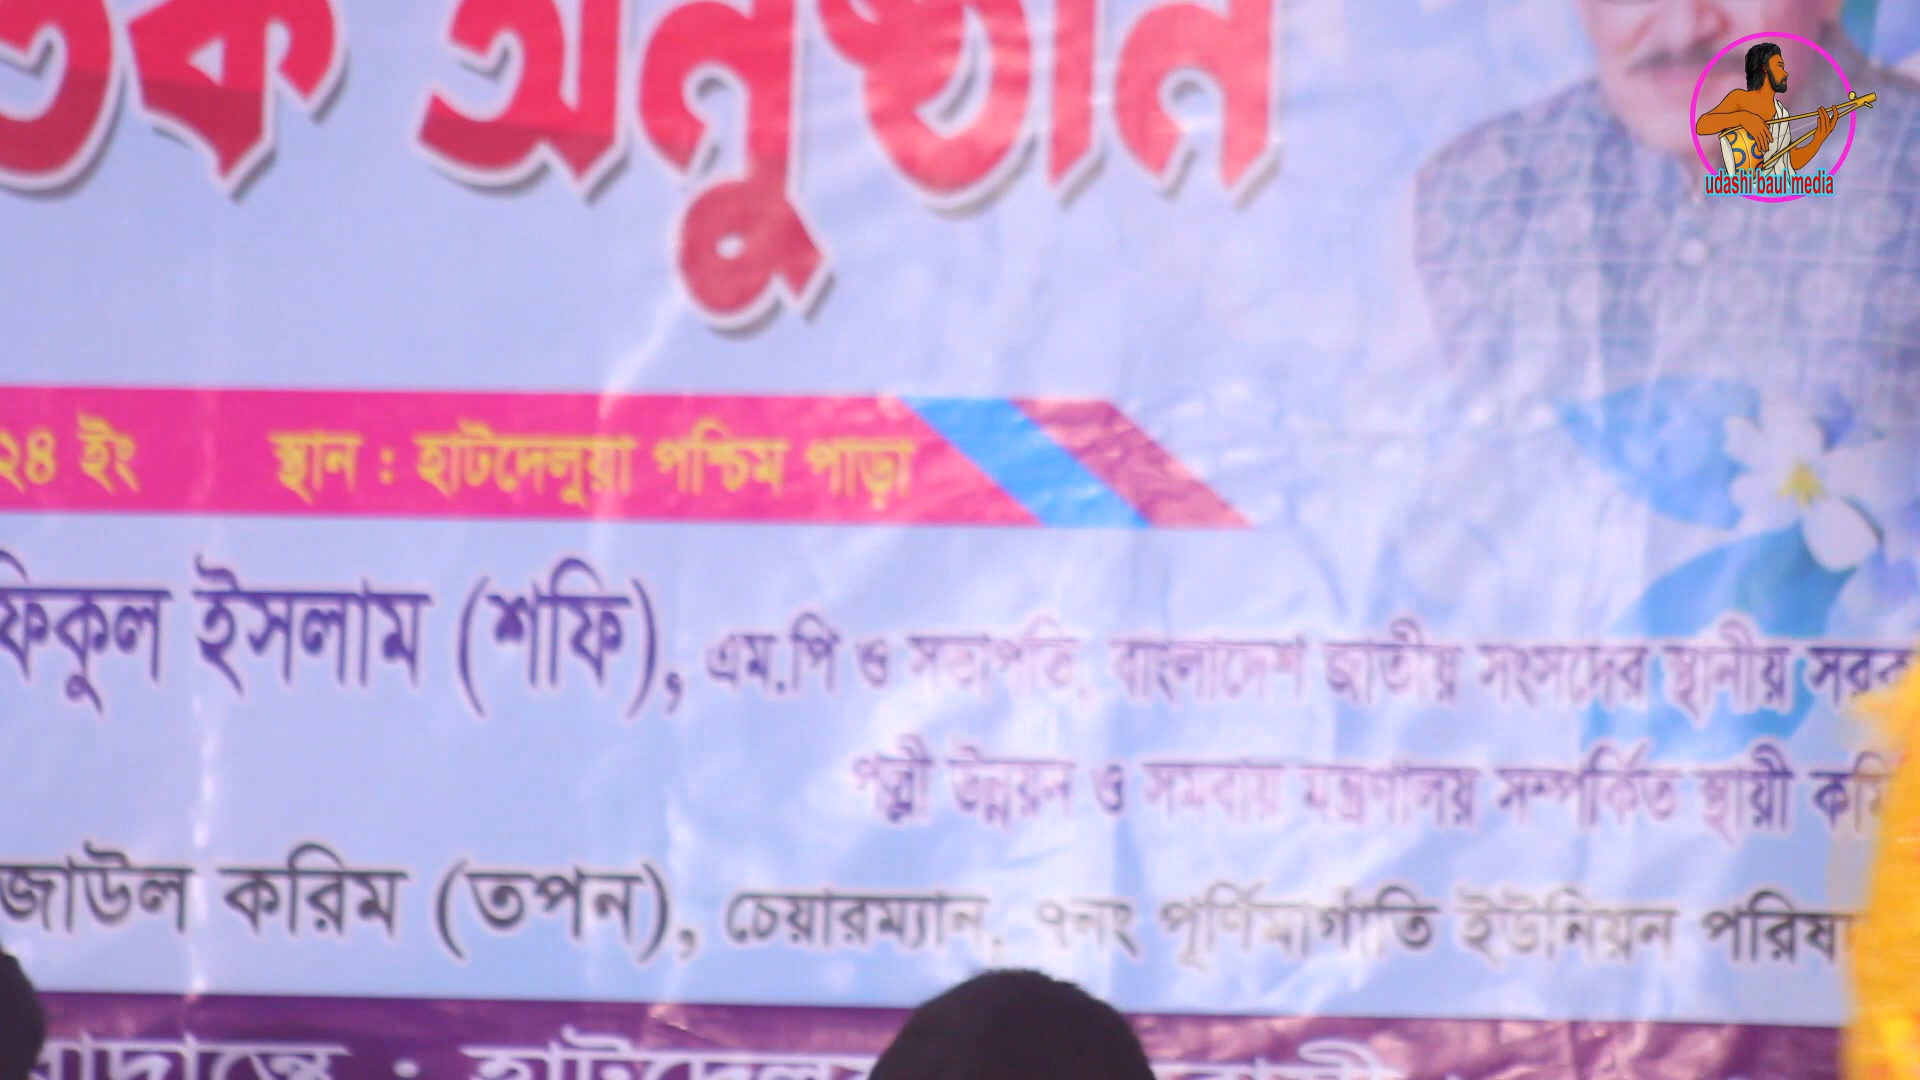 তিক অনুষ্ঠান
udashi baul media
২৪ ইং স্থান : হাটদেলুয়া পশ্চিম পাড়া
ফিকুল ইসলাম (শফি), এম.পি ও সভাপতি, বাংলাদেশ জাতীয় সংসদের স্থানীয় সরকা
পল্লী উন্নয়ন ও সমবায় মন্ত্রণালয় সম্পর্কিত স্থায়ী কমি
জাউল করিম (তপন), চেয়ারম্যান, ৭নং পূর্ণিমাগাঁতি ইউনিয়ন পরিষ